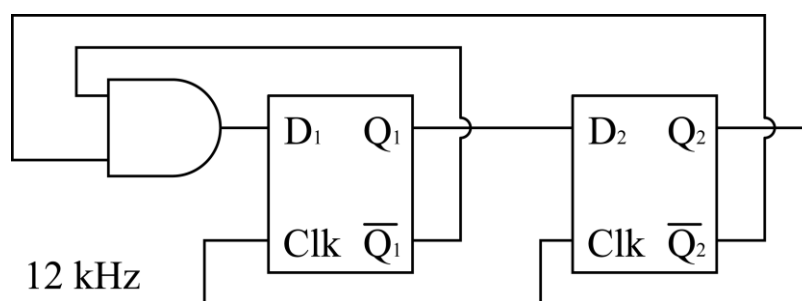 D₁ Q₁ D₂ Q₂
Clk Q̅₁ Clk Q̅₂
12 kHz